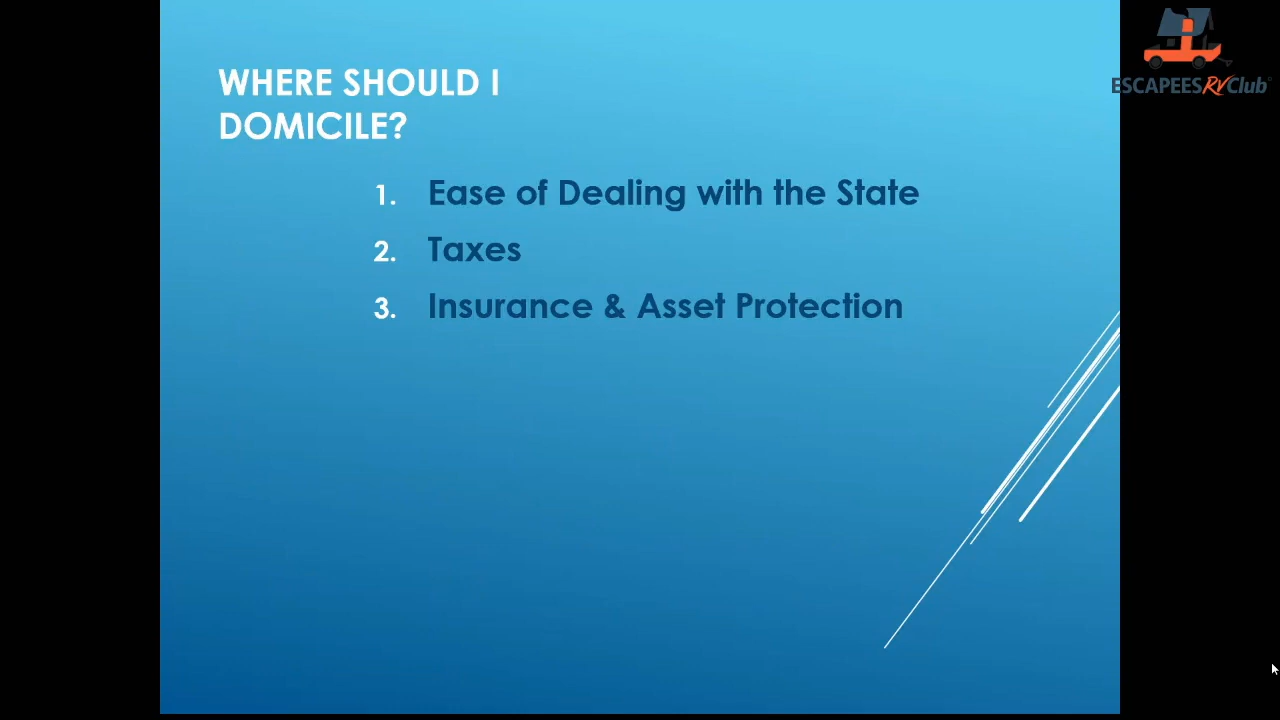 ESCAPEES RV Club
WHERE SHOULD I
DOMICILE?
1. Ease of Dealing with the State
2. Taxes
3. Insurance & Asset Protection